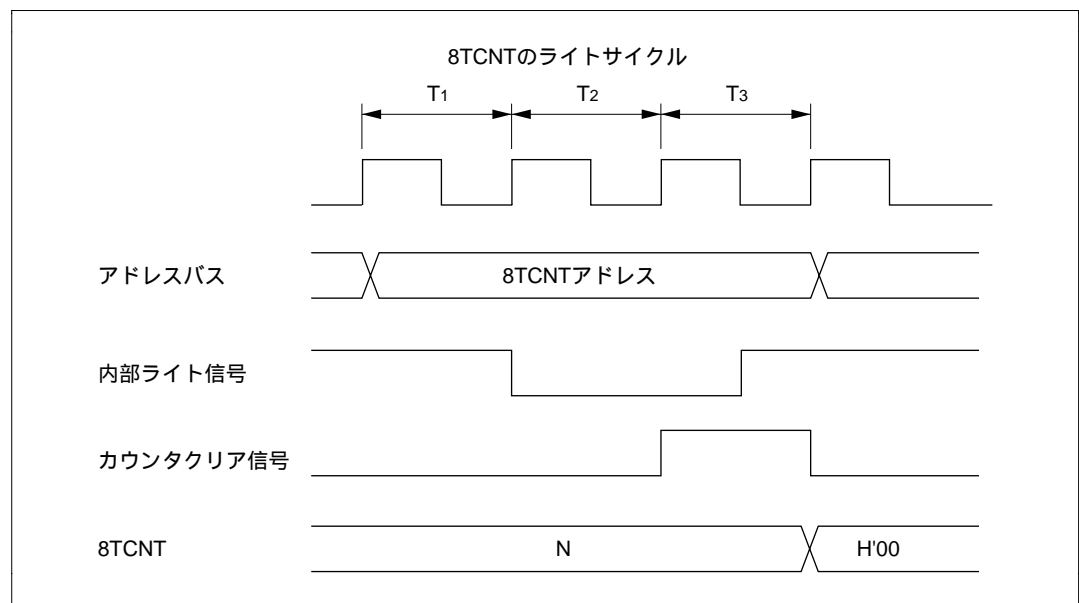 8TCNTのライトサイクル
T1 T2 T3
アドレスバス 8TCNTアドレス
内部ライト信号
カウンタクリア信号
8TCNT N H'00